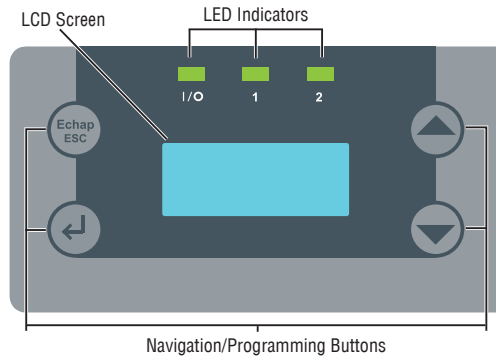 LCD Screen
LED Indicators
I/O
1
2
Echap
ESC
Navigation/Programming Buttons